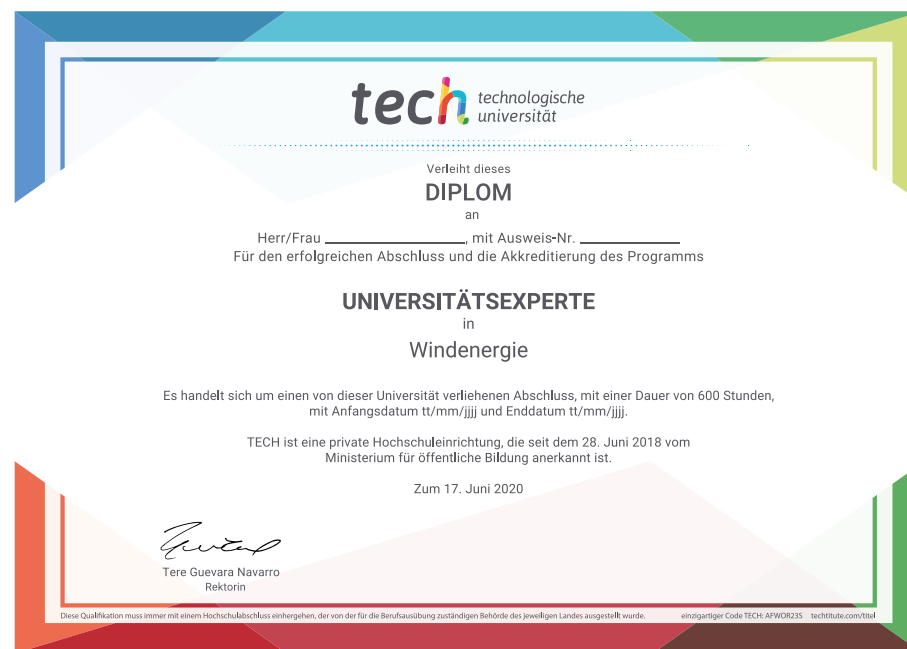 tech technologische
universität
Verleiht dieses
DIPLOM
an
Herr/Frau ____________, mit Ausweis-Nr. ____________
Für den erfolgreichen Abschluss und die Akkreditierung des Programms
UNIVERSITÄTSEXPERTE
in
Windenergie
Es handelt sich um einen von dieser Universität verliehenen Abschluss, mit einer Dauer von 600 Stunden,
mit Anfangsdatum tt/mm/jjjj und Enddatum tt/mm/jjjj.
TECH ist eine private Hochschuleinrichtung, die seit dem 28. Juni 2018 vom
Ministerium für öffentliche Bildung anerkannt ist.
Zum 17. Juni 2020
Tere Guevara Navarro
Rektorin
Diese Qualifikation muss immer mit einem Hochschulabschluss einhergehen, der von der für die Berufsausübung zuständigen Behörde des jeweiligen Landes ausgestellt wurde. einzigartiger Code TECH: AFWOR23S techtitute.com/titel